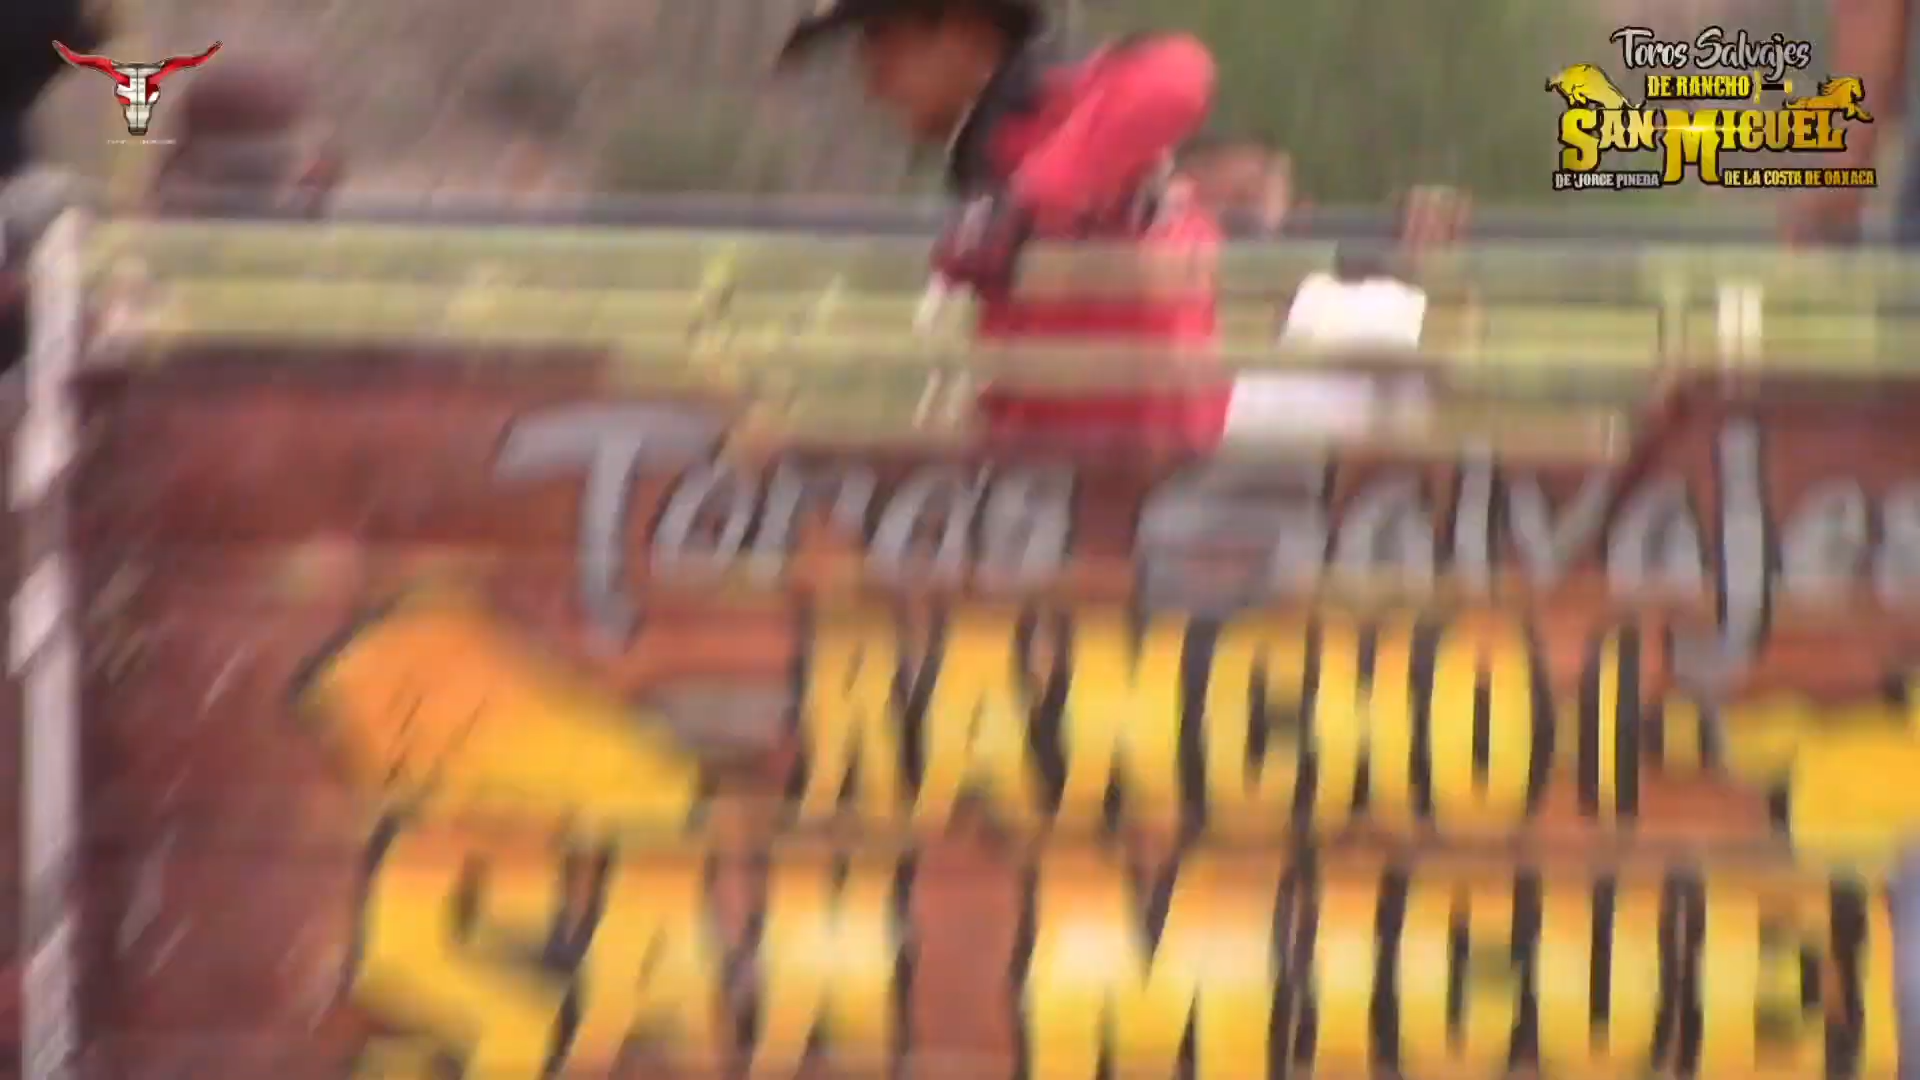 Toros Salvajes
DE RANCHO
SAN MIGUEL
DE JORGE PINEDA
DE LA COSTA DE OAXACA
Toros Salvajes
RANCHO
SAN MIGUEL